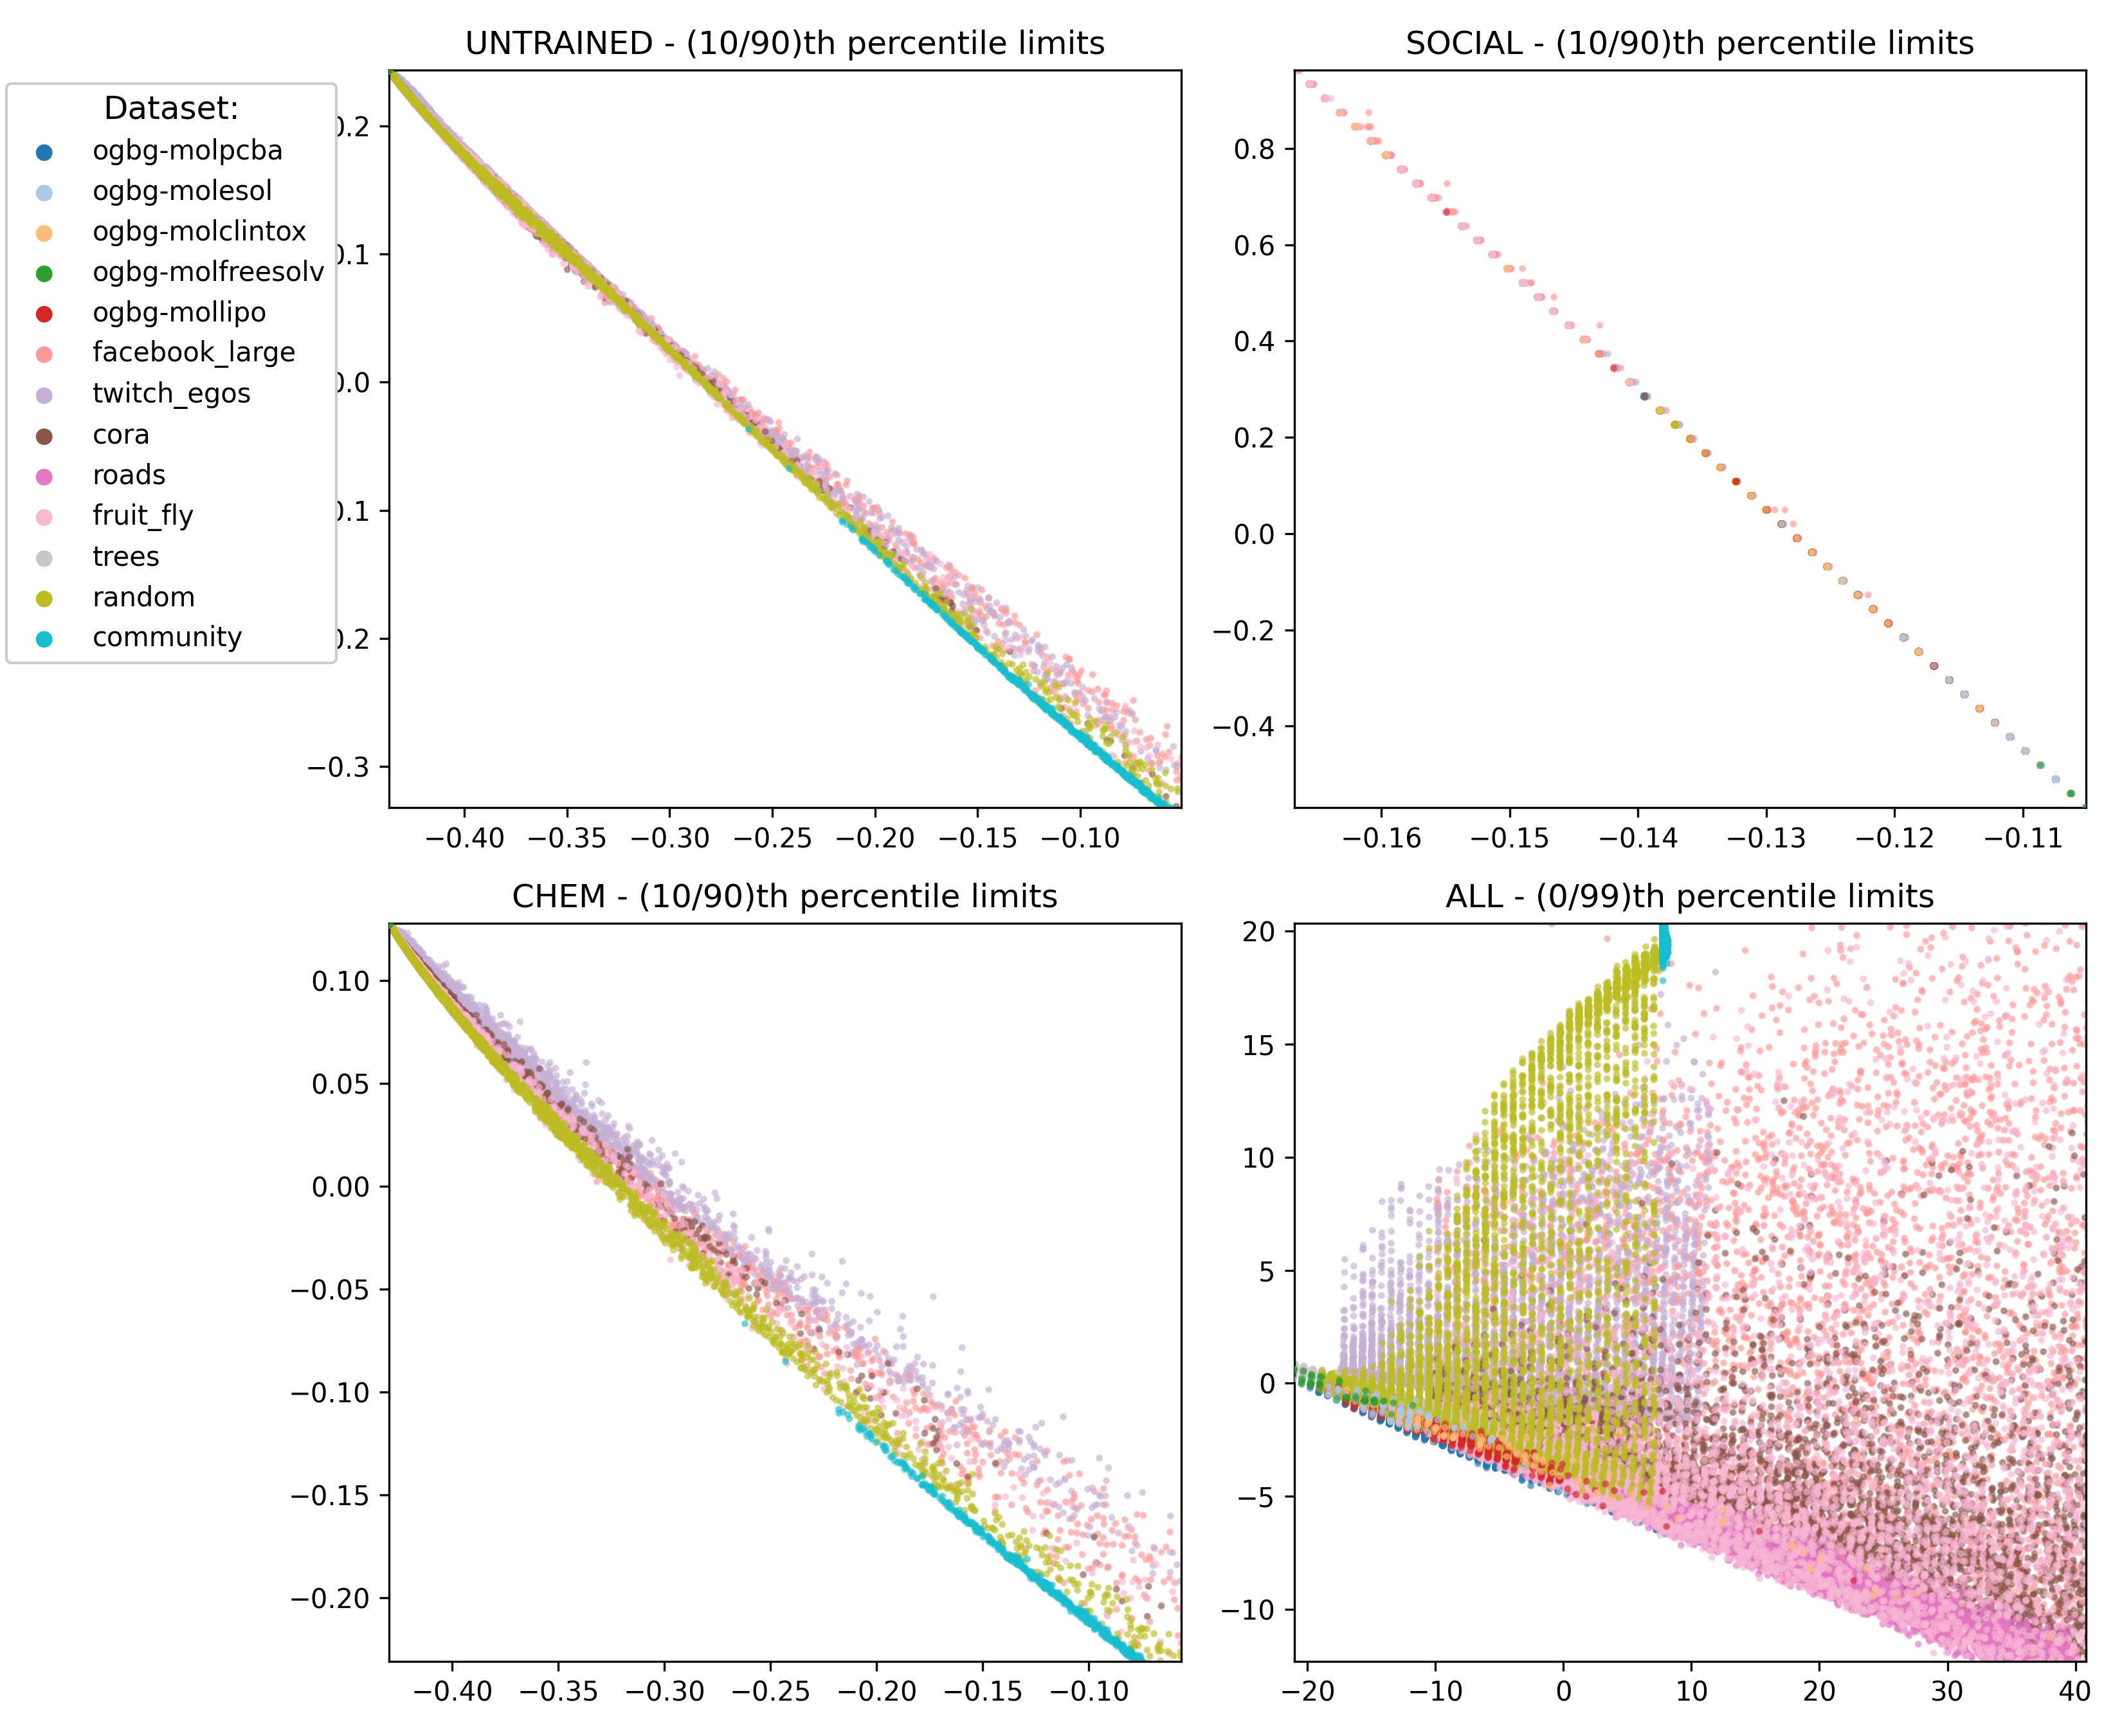 UNTRAINED - (10/90)th percentile limits
SOCIAL - (10/90)th percentile limits
Dataset:
ogbg-molpcba
ogbg-molesol
ogbg-molclintox
ogbg-molfreesolv
ogbg-mollipo
facebook_large
twitch_egos
cora
roads
fruit_fly
trees
random
community
−0.3
−0.40 −0.35 −0.30 −0.25 −0.20 −0.15 −0.10
0.8
0.6
0.4
0.2
0.0
−0.2
−0.4
−0.16 −0.15 −0.14 −0.13 −0.12 −0.11
CHEM - (10/90)th percentile limits
ALL - (0/99)th percentile limits
0.10
0.05
0.00
−0.05
−0.10
−0.15
−0.20
−0.40 −0.35 −0.30 −0.25 −0.20 −0.15 −0.10
20
15
10
5
0
−5
−10
−20 −10 0 10 20 30 40